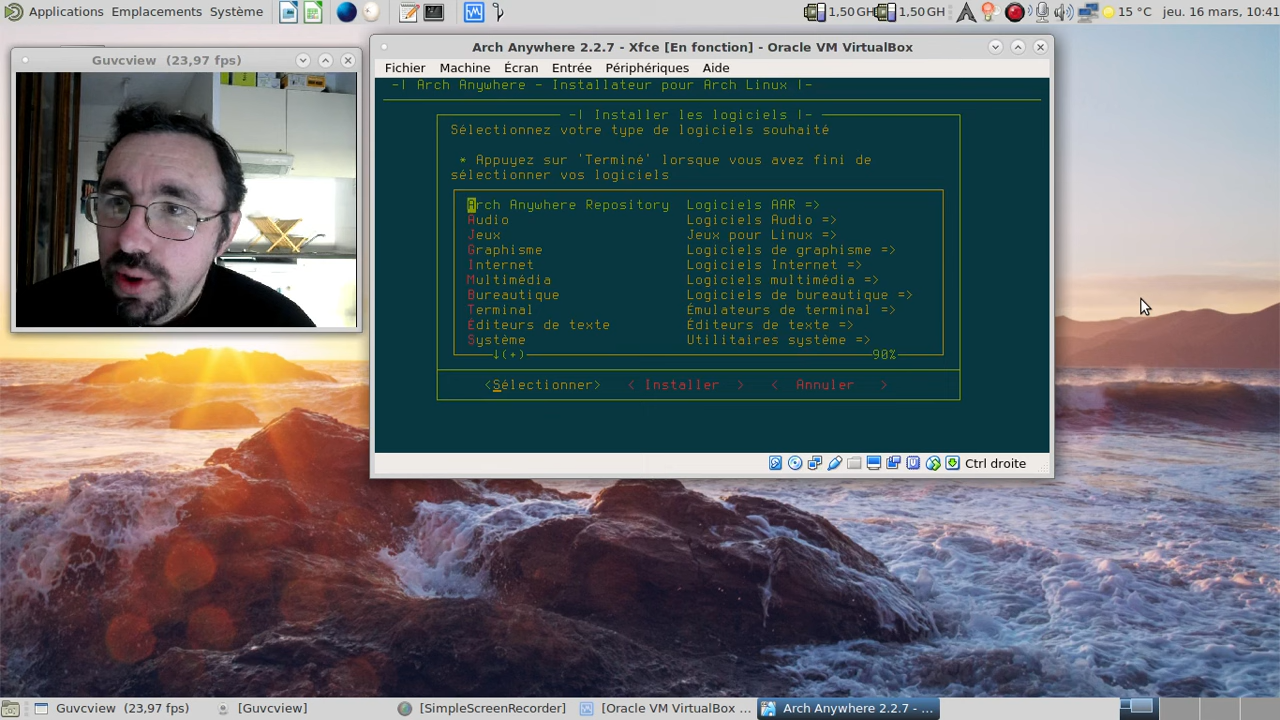 Applications Emplacements Système 1,50 GH 1,50 GH 15 °C jeu. 16 mars, 10:41
Guvcview (23,97 fps)
Arch Anywhere 2.2.7 - Xfce [En fonction] - Oracle VM VirtualBox
Fichier Machine Écran Entrée Périphériques Aide
-| Arch Anywhere - Installateur pour Arch Linux |-
-| Installer les logiciels |-
Sélectionnez votre type de logiciels souhaité
* Appuyez sur 'Terminé' lorsque vous avez fini de
sélectionner vos logiciels
Arch Anywhere Repository Logiciels AAR =>
Audio Logiciels Audio =>
Jeux Jeux pour Linux =>
Graphisme Logiciels de graphisme =>
Internet Logiciels Internet =>
Multimédia Logiciels multimédia =>
Bureautique Logiciels de bureautique =>
Terminal Émulateurs de terminal =>
Éditeurs de texte Éditeurs de texte =>
Système Utilitaires système =>
↓(+) 90%
<Sélectionner> < Installer > < Annuler >
Ctrl droite
Guvcview (23,97 fps) [Guvcview] [SimpleScreenRecorder] [Oracle VM VirtualBox ... Arch Anywhere 2.2.7 - ...